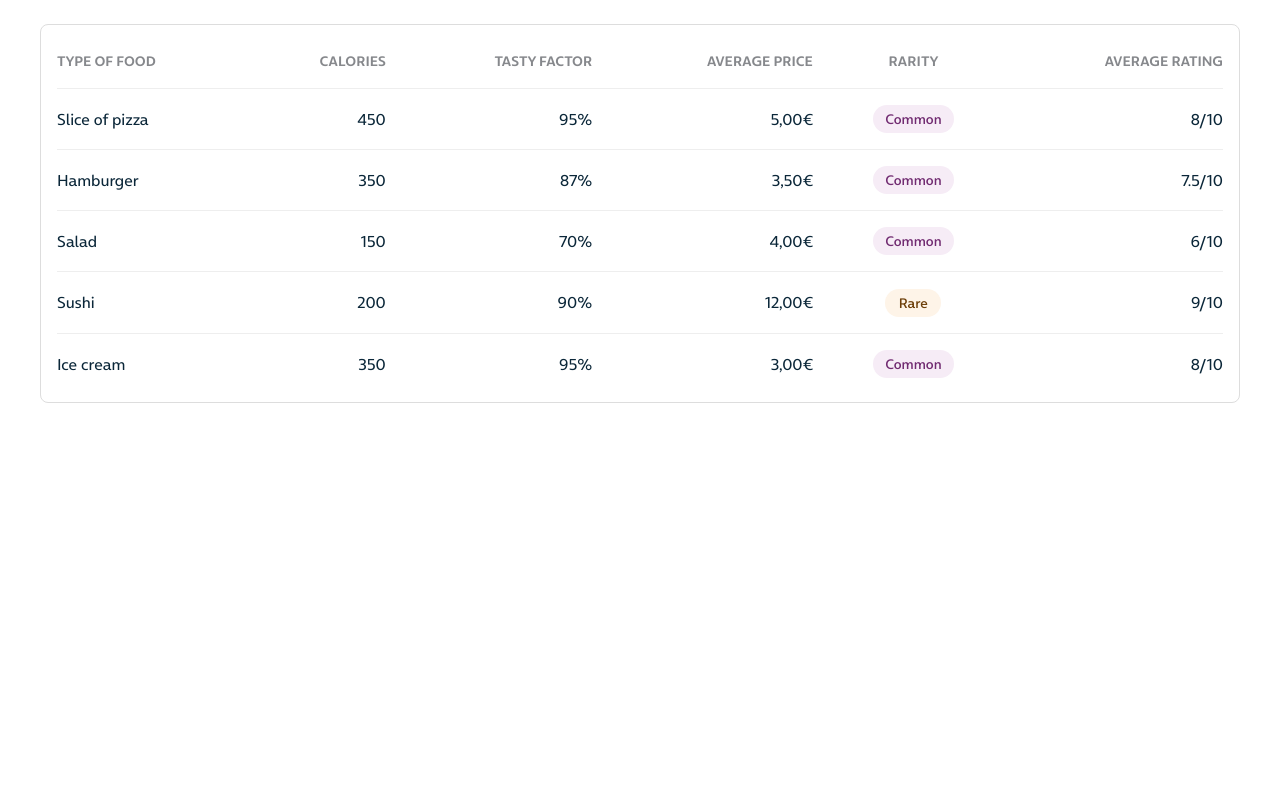 TYPE OF FOOD CALORIES TASTY FACTOR AVERAGE PRICE RARITY AVERAGE RATING
Slice of pizza 450 95% 5,00€ Common 8/10
Hamburger 350 87% 3,50€ Common 7.5/10
Salad 150 70% 4,00€ Common 6/10
Sushi 200 90% 12,00€ Rare 9/10
Ice cream 350 95% 3,00€ Common 8/10